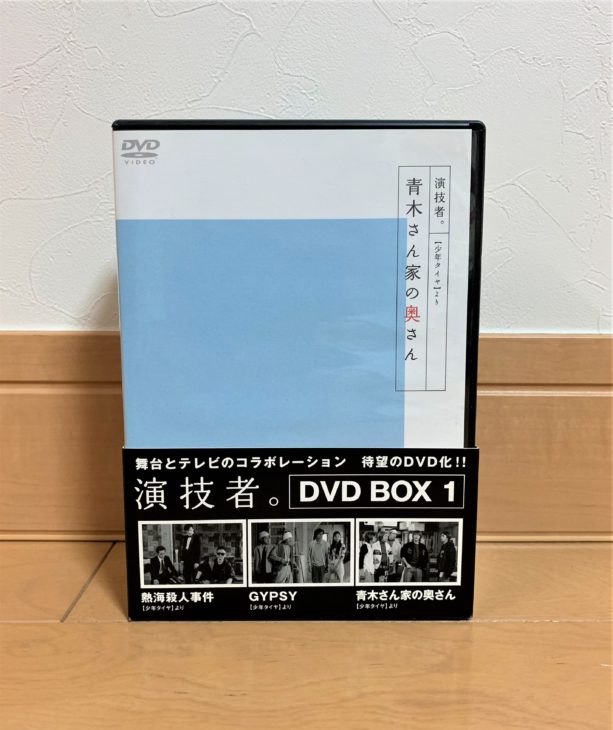 DVD
VIDEO
演技者。
【少年タイヤ】より
青木さん家の奥さん
舞台とテレビのコラボレーション 待望のDVD化!!
演技者。 DVD BOX 1
熱海殺人事件
【少年タイヤ】より
GYPSY
【少年タイヤ】より
青木さん家の奥さん
【少年タイヤ】より